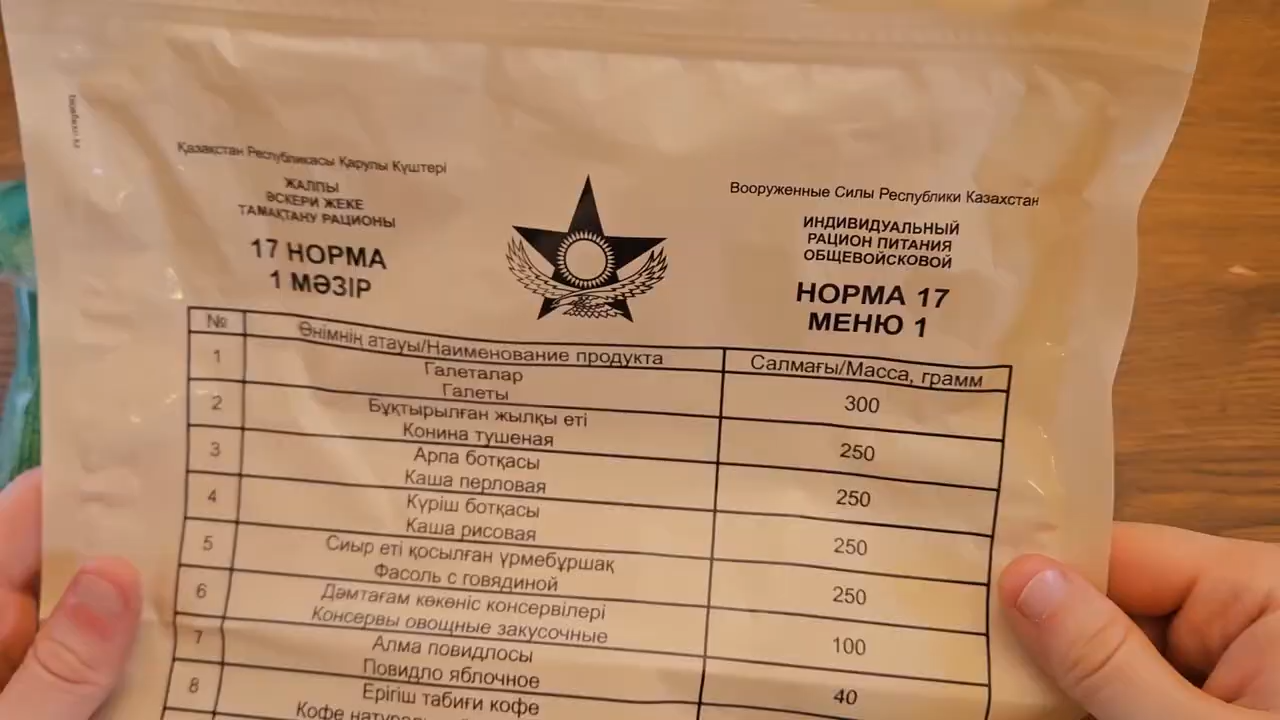 Қазақстан Республикасы Қарулы Күштері
ЖАЛПЫ
ӘСКЕРИ ЖЕКЕ
ТАМАҚТАНУ РАЦИОНЫ
17 НОРМА
1 МӘЗІР
Вооруженные Силы Республики Казахстан
ИНДИВИДУАЛЬНЫЙ
РАЦИОН ПИТАНИЯ
ОБЩЕВОЙСКОВОЙ
НОРМА 17
МЕНЮ 1
№ Өнімнің атауы/Наименование продукта Салмағы/Масса, грамм
1 Галеталар
Галеты 300
2 Бұқтырылған жылқы еті
Конина тушеная 250
3 Арпа ботқасы
Каша перловая 250
4 Күріш ботқасы
Каша рисовая 250
5 Сиыр еті қосылған үрмебұршақ
Фасоль с говядиной 250
6 Дәмтағам көкөніс консервілері
Консервы овощные закусочные 100
7 Алма повидлосы
Повидло яблочное 40
8 Ерігіш табиғи кофе
Кофе